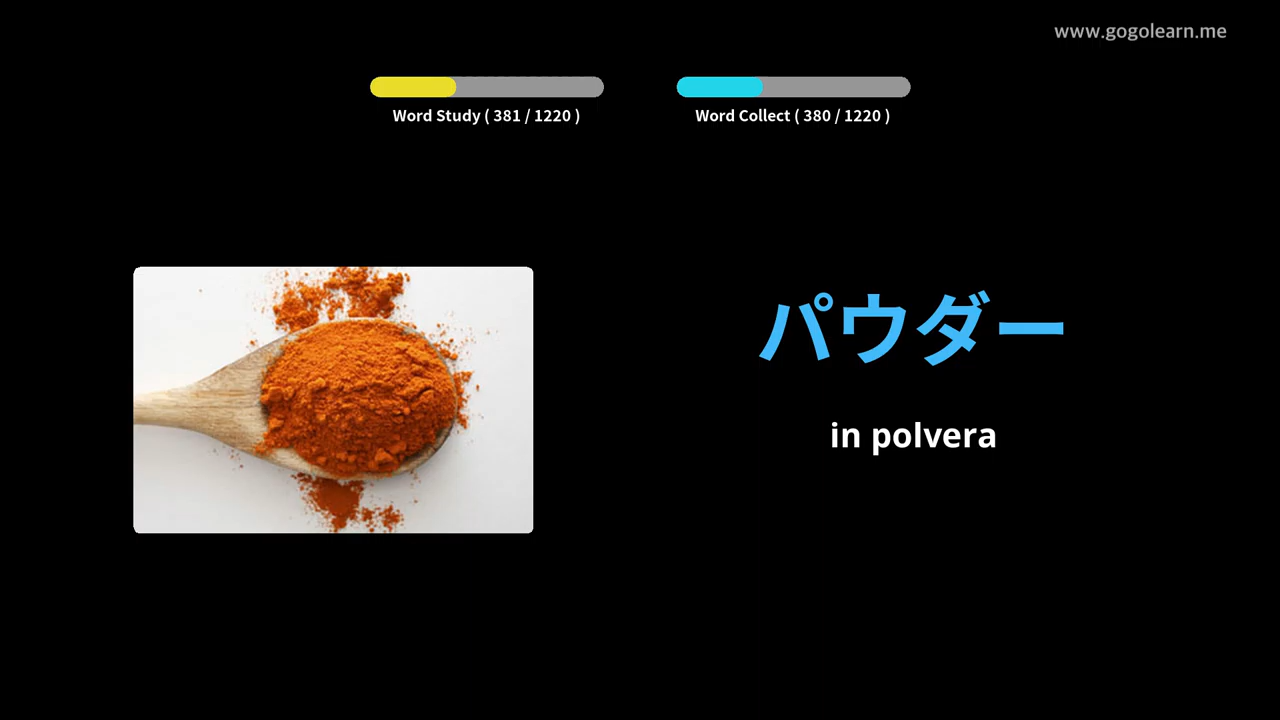 www.gogolearn.me
Word Study ( 381 / 1220 )
Word Collect ( 380 / 1220 )
パウダー
in polvera